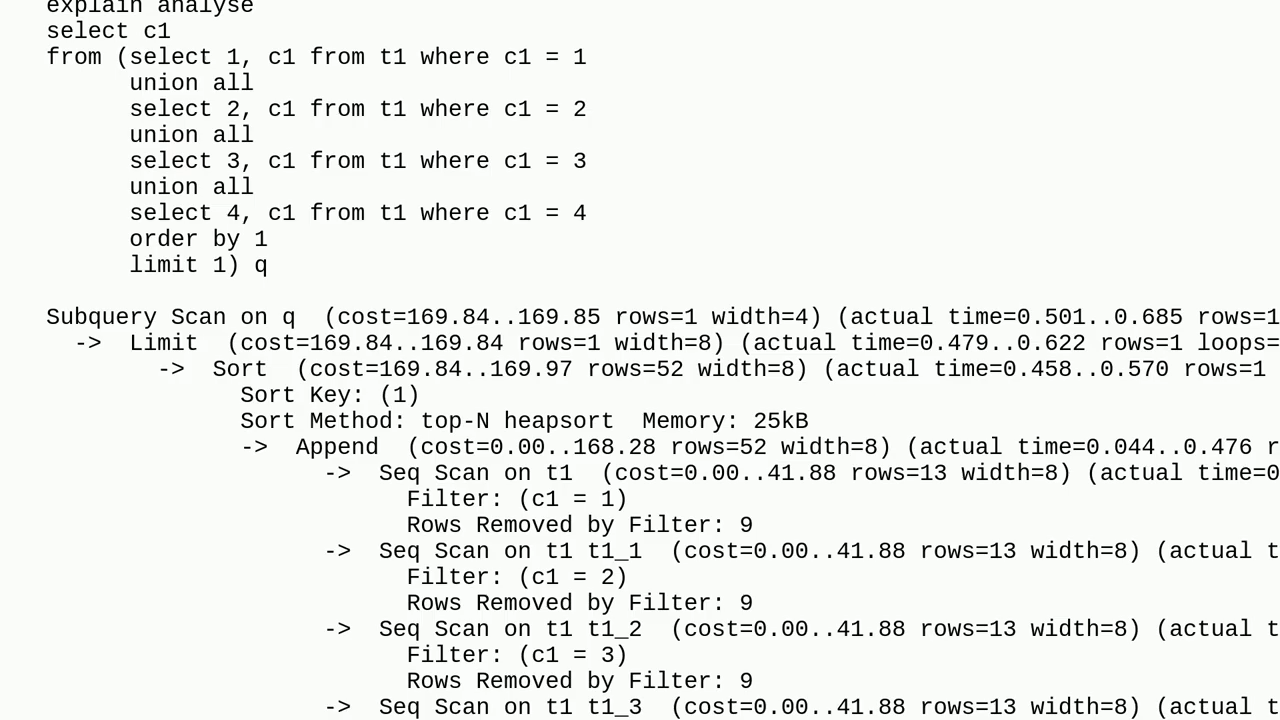 explain analyse
select c1
from (select 1, c1 from t1 where c1 = 1
      union all
      select 2, c1 from t1 where c1 = 2
      union all
      select 3, c1 from t1 where c1 = 3
      union all
      select 4, c1 from t1 where c1 = 4
      order by 1
      limit 1) q

Subquery Scan on q  (cost=169.84..169.85 rows=1 width=4) (actual time=0.501..0.685 rows=1
  ->  Limit  (cost=169.84..169.84 rows=1 width=8) (actual time=0.479..0.622 rows=1 loops=
        ->  Sort  (cost=169.84..169.97 rows=52 width=8) (actual time=0.458..0.570 rows=1
              Sort Key: (1)
              Sort Method: top-N heapsort  Memory: 25kB
              ->  Append  (cost=0.00..168.28 rows=52 width=8) (actual time=0.044..0.476 r
                    ->  Seq Scan on t1  (cost=0.00..41.88 rows=13 width=8) (actual time=0
                          Filter: (c1 = 1)
                          Rows Removed by Filter: 9
                    ->  Seq Scan on t1 t1_1  (cost=0.00..41.88 rows=13 width=8) (actual t
                          Filter: (c1 = 2)
                          Rows Removed by Filter: 9
                    ->  Seq Scan on t1 t1_2  (cost=0.00..41.88 rows=13 width=8) (actual t
                          Filter: (c1 = 3)
                          Rows Removed by Filter: 9
                    ->  Seq Scan on t1 t1_3  (cost=0.00..41.88 rows=13 width=8) (actual t